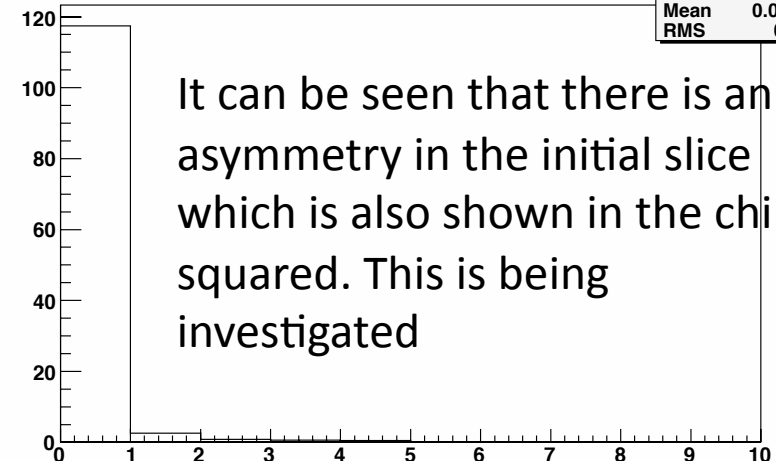 Mean 0.0
RMS
120
It can be seen that there is an
asymmetry in the initial slice
which is also shown in the chi
squared. This is being
investigated
100
80
60
40
20
0
0 1 2 3 4 5 6 7 8 9 10